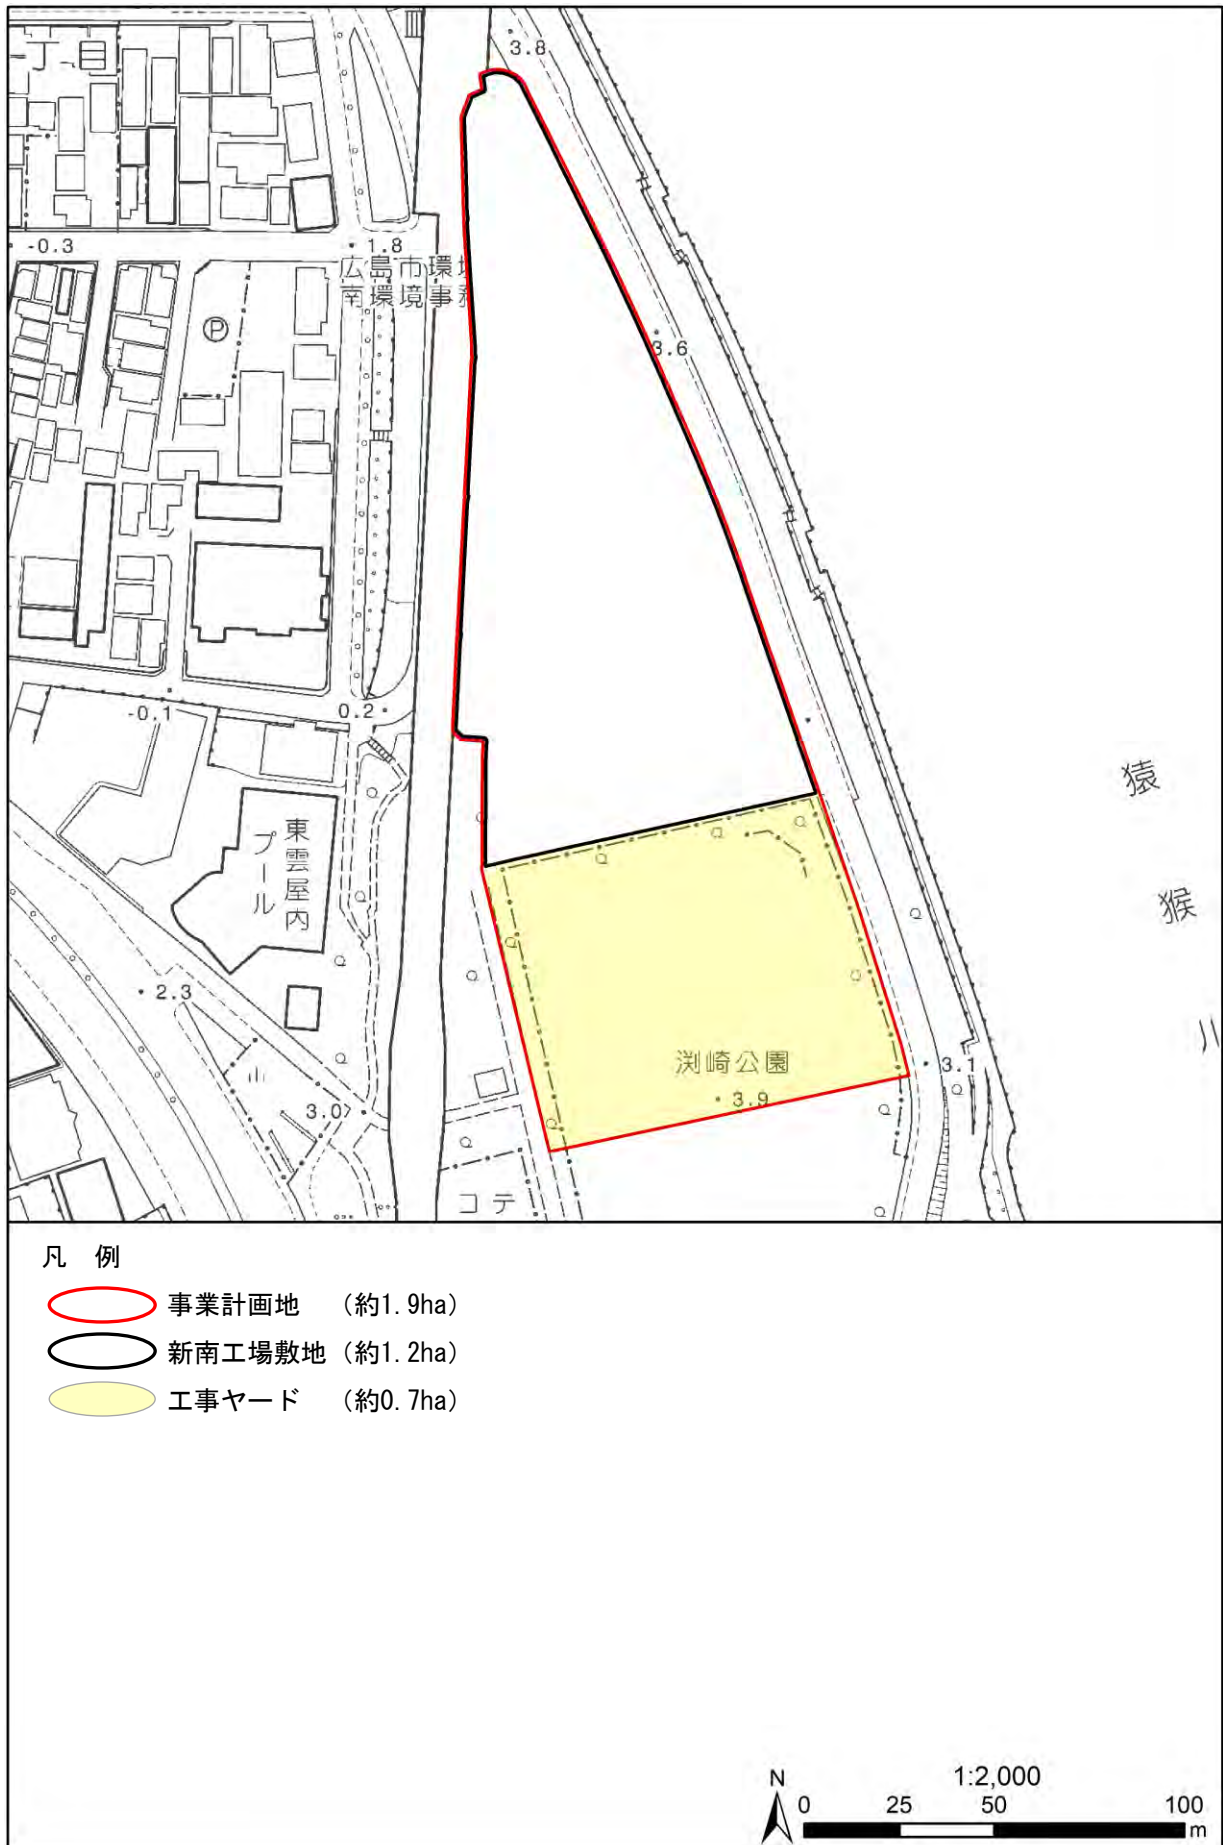 3.8
-0.3
1.8
広島市環境
南環境事務
P
3.6
-0.1
0.2
猿
猴
川
東雲屋内
プール
2.3
渕崎公園
3.1
3.9
3.0
コテ
凡 例
事業計画地 (約1.9ha)
新南工場敷地 (約1.2ha)
工事ヤード (約0.7ha)
N
1:2,000
0 25 50 100
m